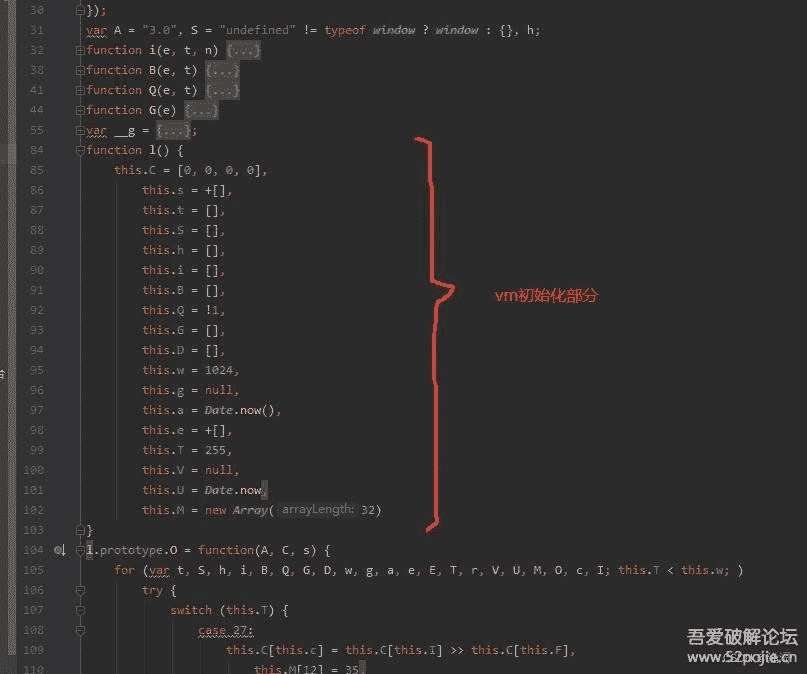 30 });
31 var A = "3.0", S = "undefined" != typeof window ? window : {}, h;
32 function i(e, t, n) {...}
38 function B(e, t) {...}
41 function Q(e, t) {...}
44 function G(e) {...}
55 var __g = {...};
84 function l() {
85 this.C = [0, 0, 0, 0],
86 this.s = +[],
87 this.t = [],
88 this.S = [],
89 this.h = [],
90 this.i = [],
91 this.B = [],
92 this.Q = !1,
93 this.G = [],
94 this.D = [],
95 this.w = 1024,
96 this.g = null,
97 this.a = Date.now(),
98 this.e = +[],
99 this.T = 255,
100 this.V = null,
101 this.U = Date.now,
102 this.M = new Array( arrayLength: 32)
103 }
104 l.prototype.O = function(A, C, s) {
105 for (var t, S, h, i, B, Q, G, D, w, g, a, e, E, T, r, V, U, M, O, c, I; this.T < this.w; )
106 try {
107 switch (this.T) {
108 case 27:
109 this.C[this.c] = this.C[this.I] >> this.C[this.F],
110 this.M[12] = 35
vm初始化部分
吾爱破解论坛
www.52pojie.cn